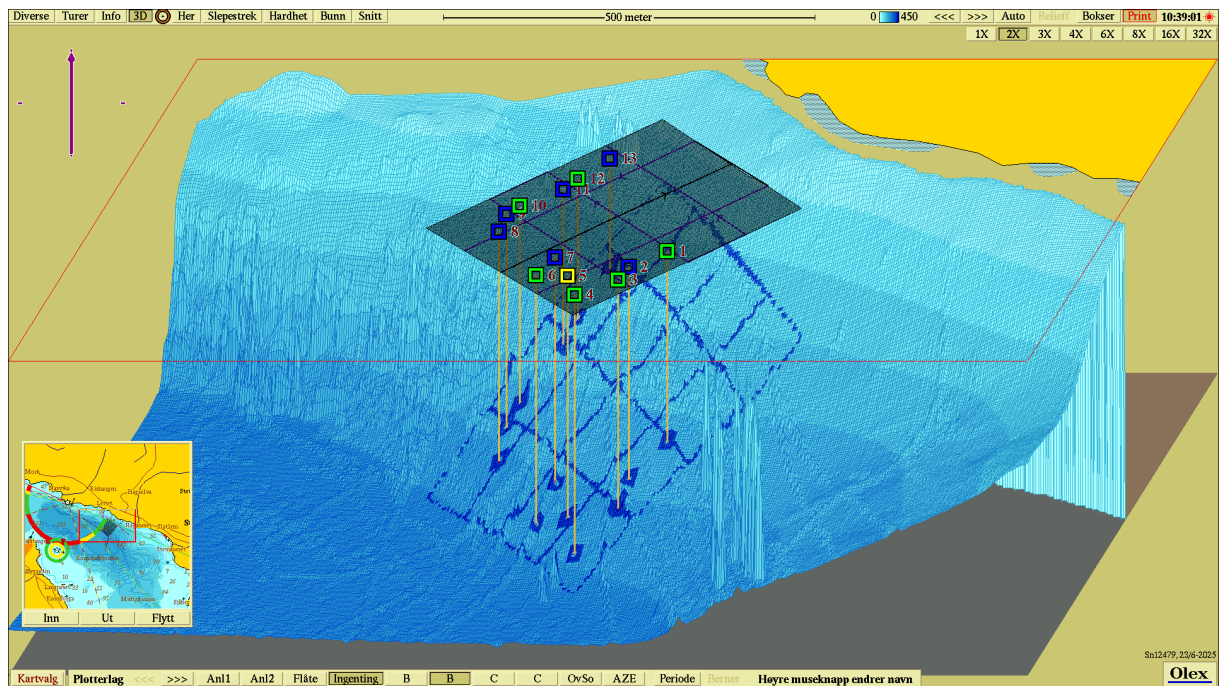 Diverse Turer Info 3D Her Slepestrek Hardhet Bunn Snitt 500 meter 0 450 <<< >>> Auto Relieff Bokser Print 10:39:01
1X 2X 3X 4X 6X 8X 16X 32X
13
12
11
10
9
8
7
1
2
6
5
3
4
Inn Ut Flytt
Sn12479, 23/6-2025
Kartvalg Plotterlag <<< >>> Anl1 Anl2 Flåte Ingenting B B C C OvSo AZE Periode Berner Høyre museknapp endrer navn Olex